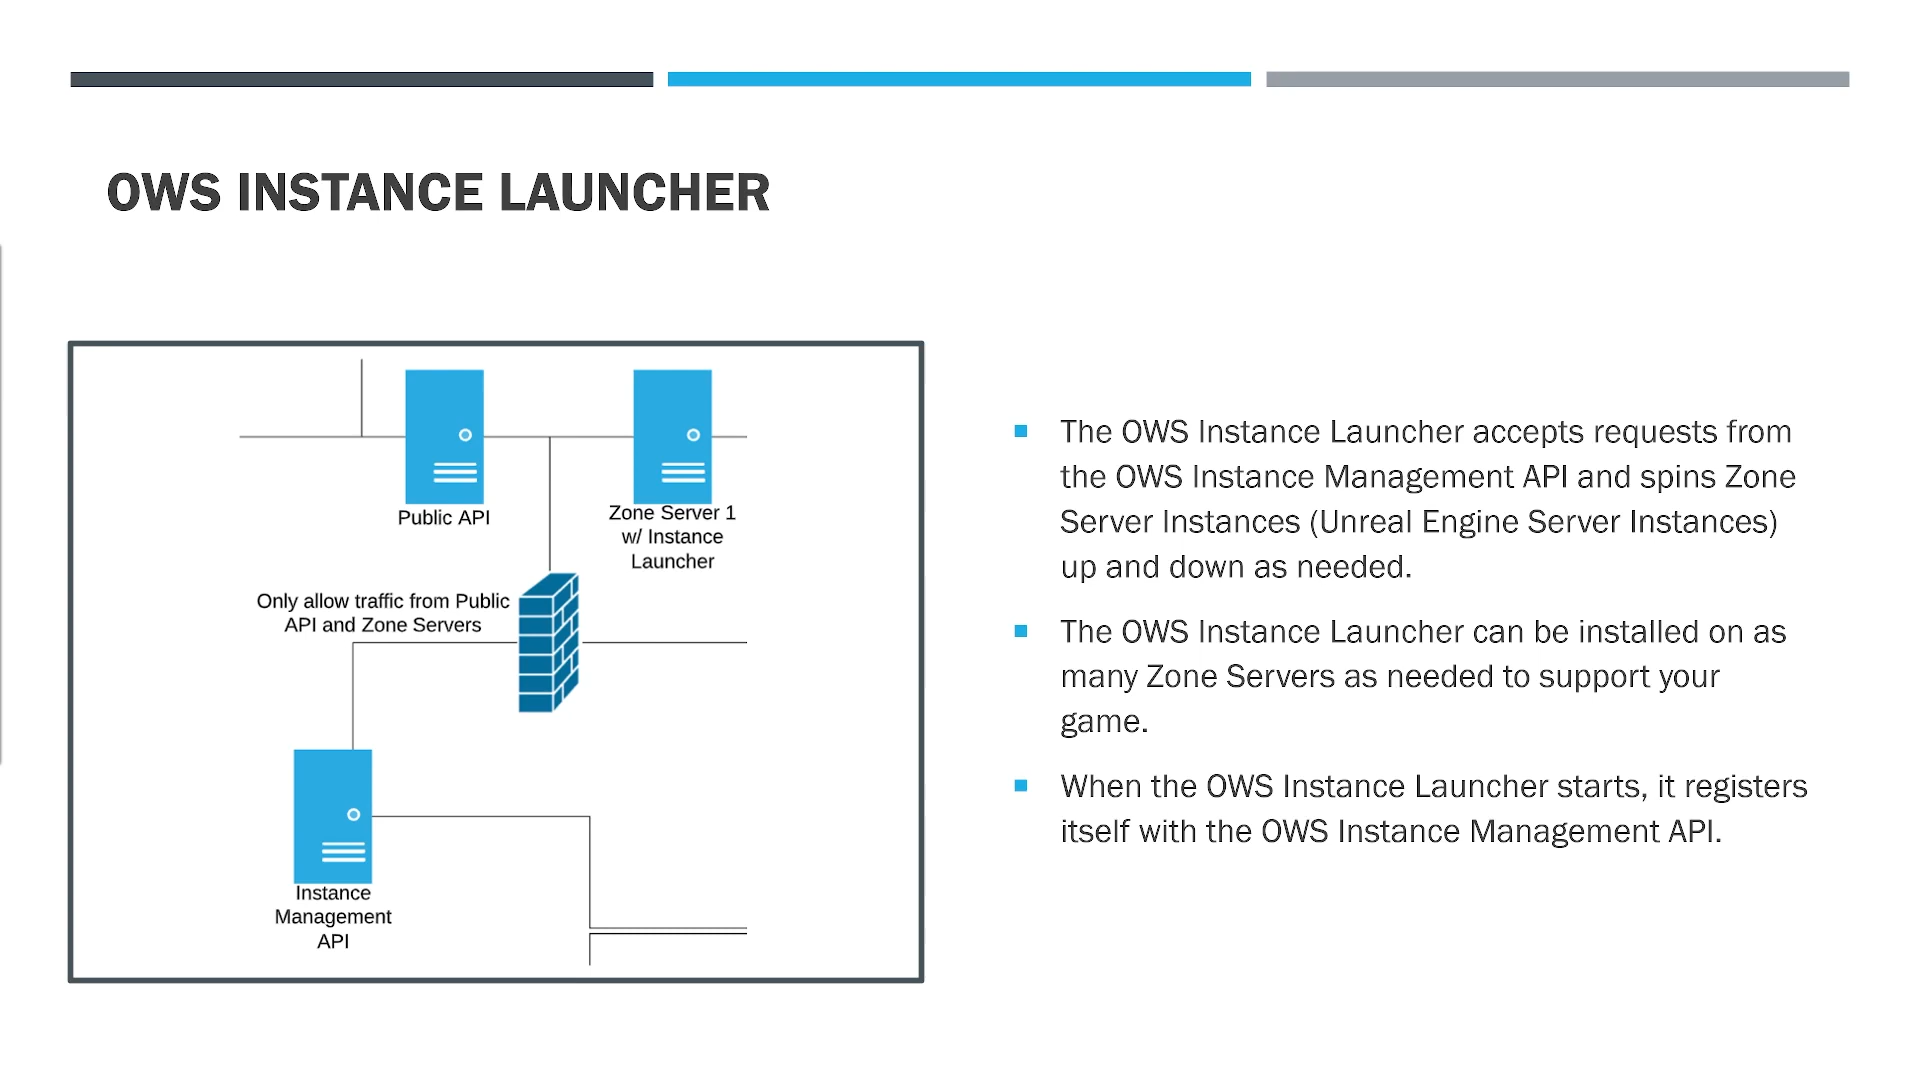 OWS INSTANCE LAUNCHER
Public API
Zone Server 1
w/ Instance
Launcher
Only allow traffic from Public
API and Zone Servers
Instance
Management
API
The OWS Instance Launcher accepts requests from
the OWS Instance Management API and spins Zone
Server Instances (Unreal Engine Server Instances)
up and down as needed.
The OWS Instance Launcher can be installed on as
many Zone Servers as needed to support your
game.
When the OWS Instance Launcher starts, it registers
itself with the OWS Instance Management API.